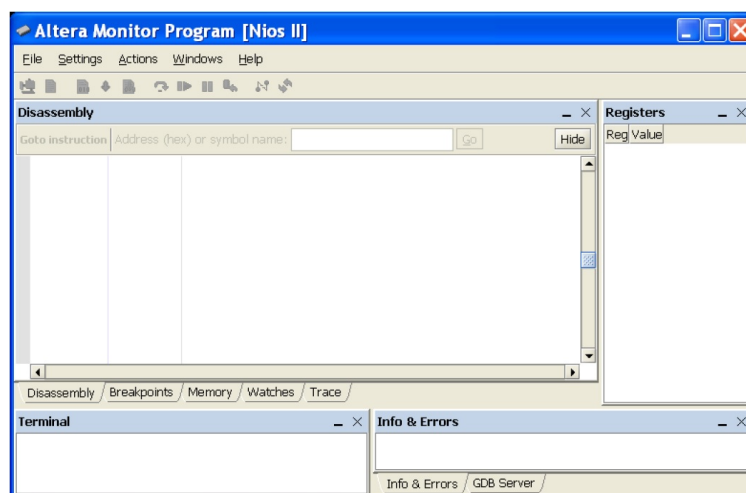 Altera Monitor Program [Nios II]
File Settings Actions Windows Help
Disassembly
Registers
Goto instruction Address (hex) or symbol name: Go Hide
Reg Value
Disassembly Breakpoints Memory Watches Trace
Terminal
Info & Errors
Info & Errors GDB Server